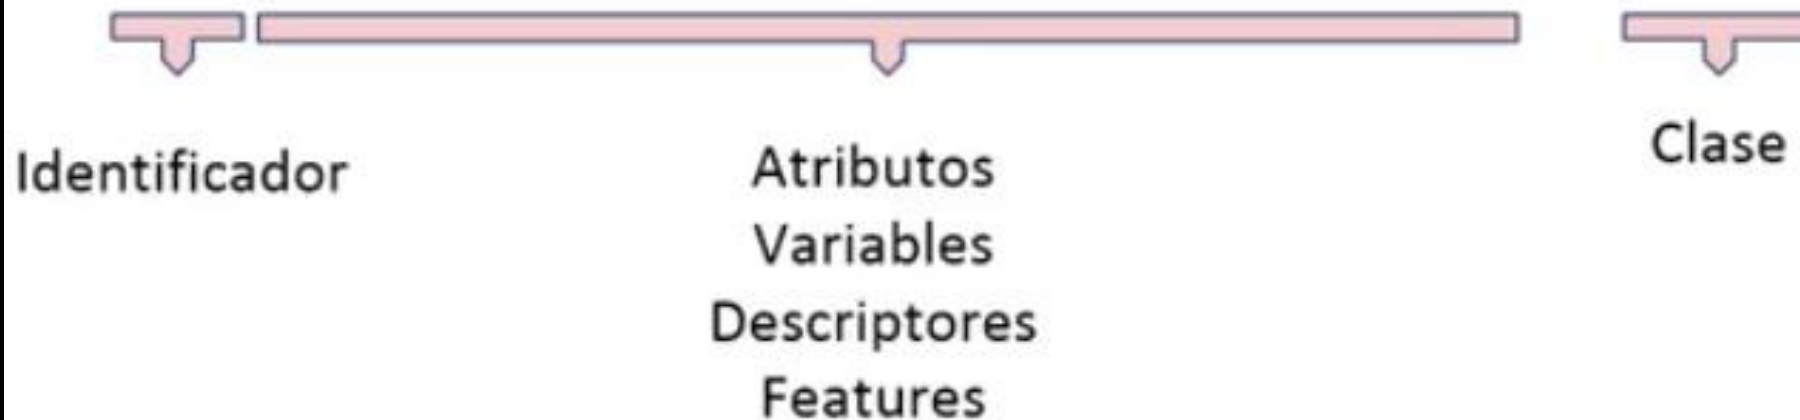 Identificador
Atributos
Variables
Descriptores
Features
Clase